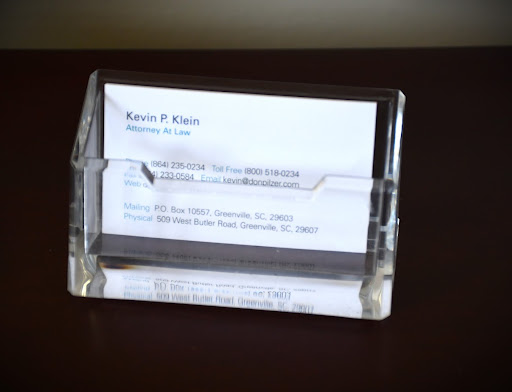 Kevin P. Klein
Attorney At Law
(864) 235-0234 Toll Free (800) 518-0234
233-0584 Email kevin@donpilzer.com
Mailing P.O. Box 10557, Greenville, SC, 29603
Physical 509 West Butler Road, Greenville, SC, 29607